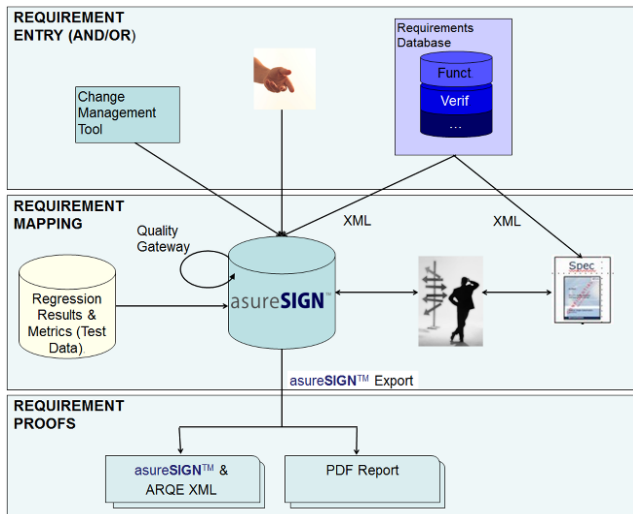 REQUIREMENT
ENTRY (AND/OR)
Requirements
Database
Funct.
Verif
...
Change
Management
Tool
REQUIREMENT
MAPPING
XML
XML
Quality
Gateway
Spec
asureSIGN™
Regression
Results &
Metrics (Test
Data)
asureSIGN™ Export
REQUIREMENT
PROOFS
asureSIGN™ &
ARQE XML
PDF Report